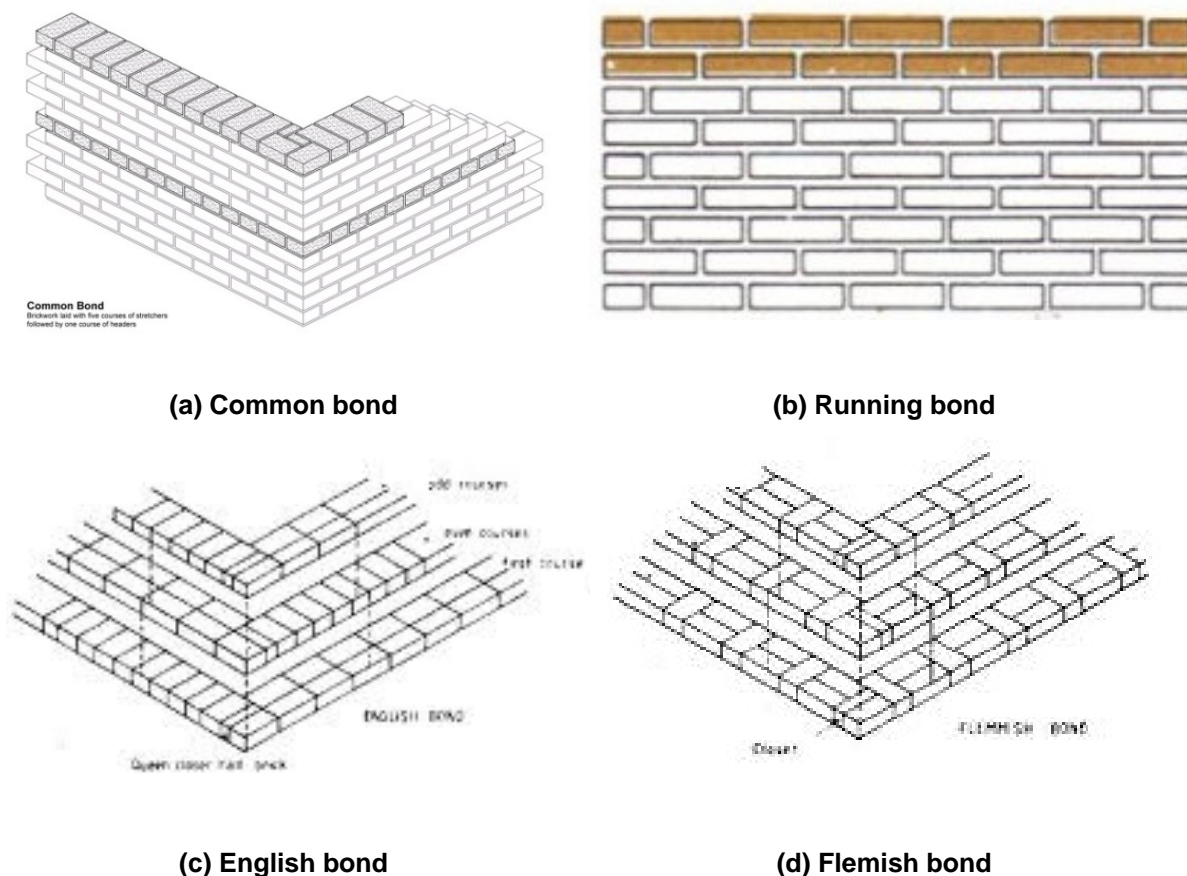 Common Bond
Brickwork laid with five courses of stretchers
followed by one course of headers
(a) Common bond
(b) Running bond
odd courses
even courses
first course
ENGLISH BOND
Queen closer half brick
(c) English bond
Closer
FLEMMISH BOND
(d) Flemish bond